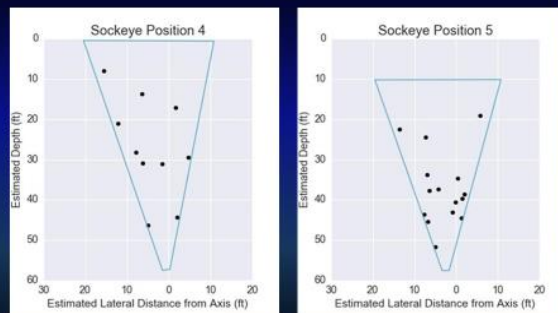 Sockeye Position 4
0
10
20
30
40
50
60
Estimated Depth (ft)
30 20 10 0 10 20
Estimated Lateral Distance from Axis (ft)
Sockeye Position 5
0
10
20
30
40
50
60
Estimated Depth (ft)
30 20 10 0 10 20
Estimated Lateral Distance from Axis (ft)